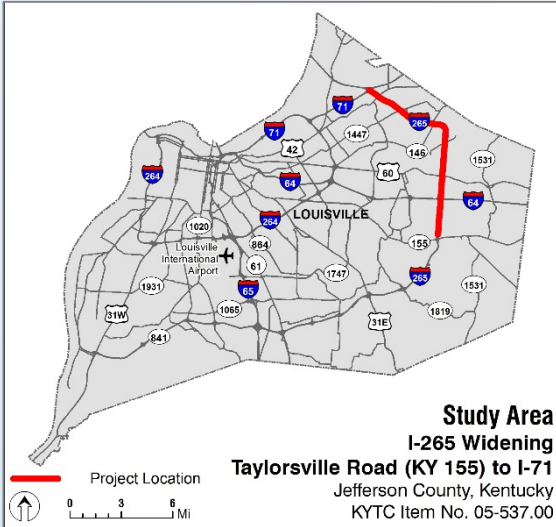 71
265
71
1447
42
146
1531
264
60
64
64
264
LOUISVILLE
1020
Louisville
International
Airport
864
155
61
1747
265
1931
65
1531
31W
1065
31E
1819
841
Study Area
I-265 Widening
Taylorsville Road (KY 155) to I-71
Project Location
Jefferson County, Kentucky
0 3 6
Mi
KYTC Item No. 05-537.00